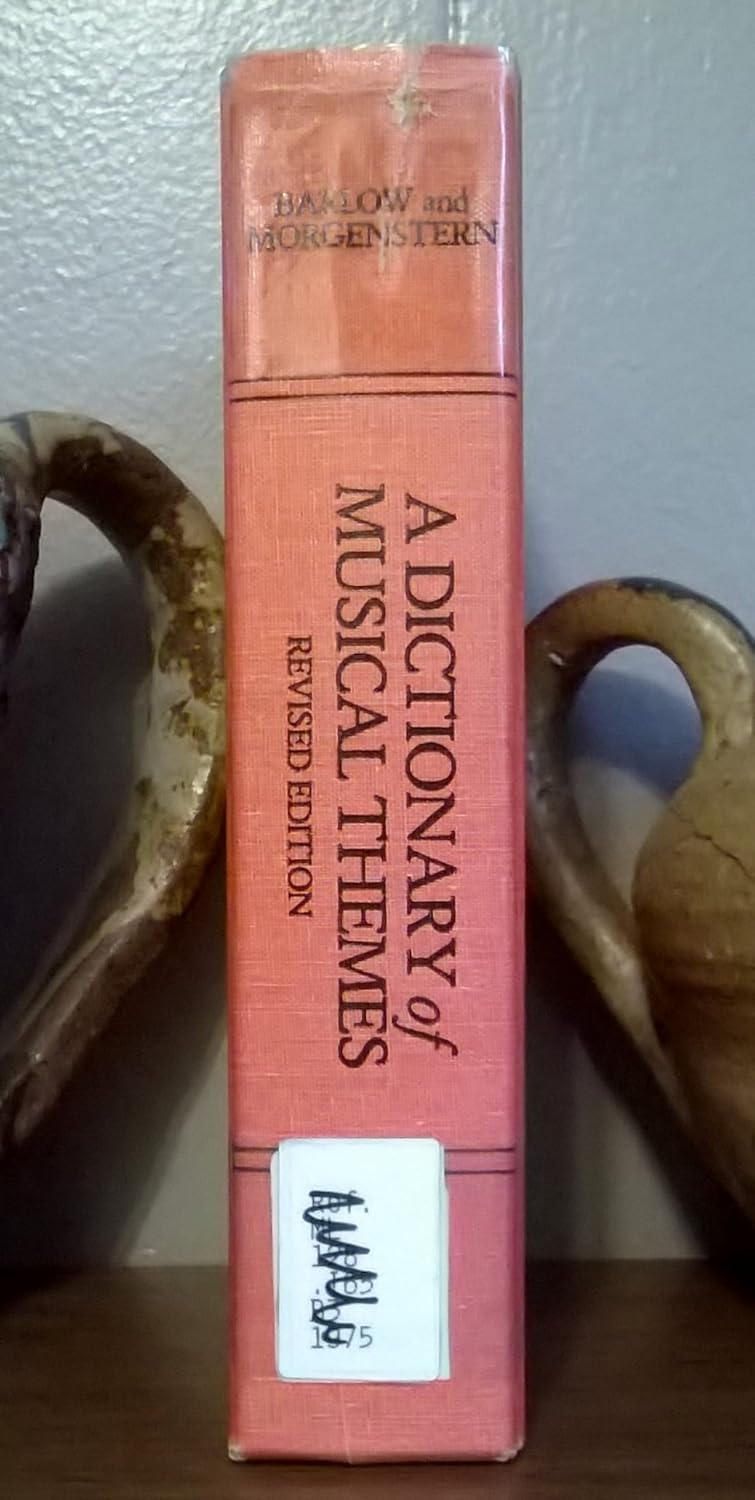 BARLOW and
MORGENSTERN
A DICTIONARY of
MUSICAL THEMES
REVISED EDITION
1975